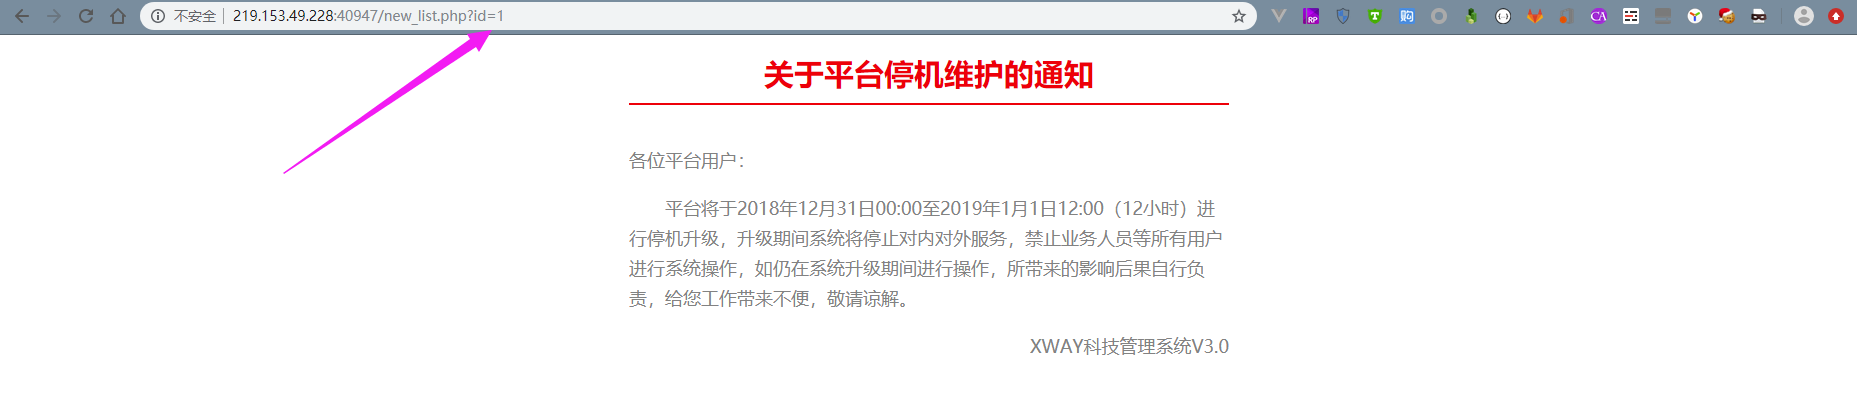 不安全 219.153.49.228:40947/new_list.php?id=1
RP T 购 CA
关于平台停机维护的通知
各位平台用户：
平台将于2018年12月31日00:00至2019年1月1日12:00（12小时）进
行停机升级，升级期间系统将停止对内对外服务，禁止业务人员等所有用户
进行系统操作，如仍在系统升级期间进行操作，所带来的影响后果自行负
责，给您工作带来不便，敬请谅解。
XWAY科技管理系统V3.0